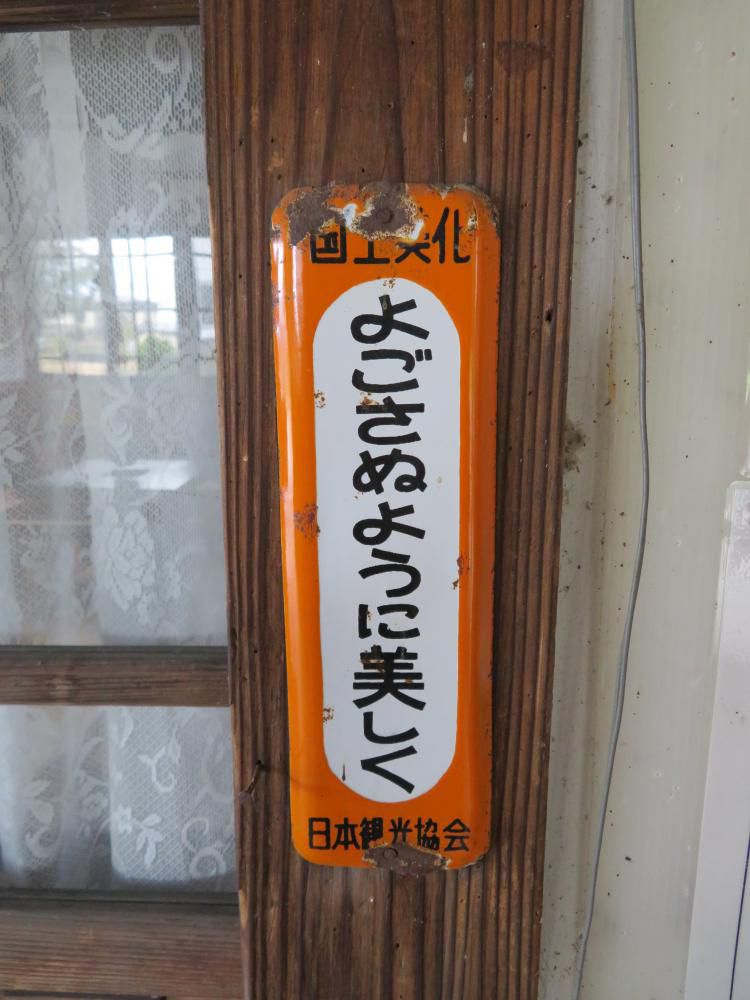 国土美化
よごさぬように美しく
日本観光協会